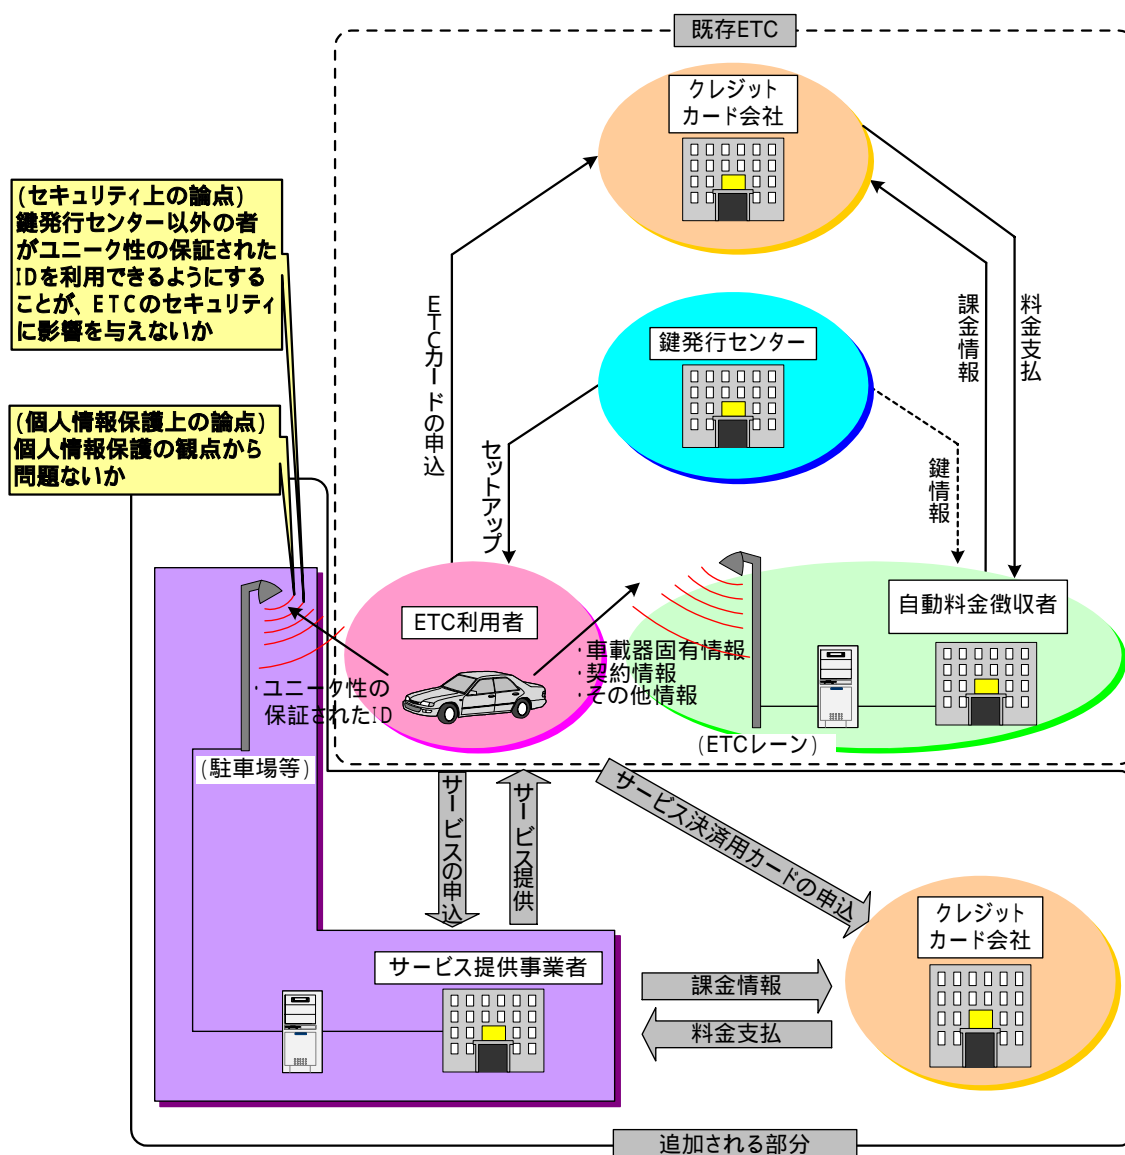 既存ETC
クレジット
カード会社
(セキュリティ上の論点)
鍵発行センター以外の者
がユニーク性の保証された
IDを利用できるようにする
ことが、ETCのセキュリティ
に影響を与えないか
(個人情報保護上の論点)
個人情報保護の観点から
問題ないか
ETCカードの申込
鍵発行センター
課金情報
料金支払
セットアップ
鍵情報
ETC利用者
自動料金徴収者
・車載器固有情報
・契約情報
・その他情報
・ユニーク性の
保証されたID
(駐車場等)
(ETCレーン)
サービスの申込
サービス提供
サービス決済用カードの申込
クレジット
カード会社
サービス提供事業者
課金情報
料金支払
追加される部分